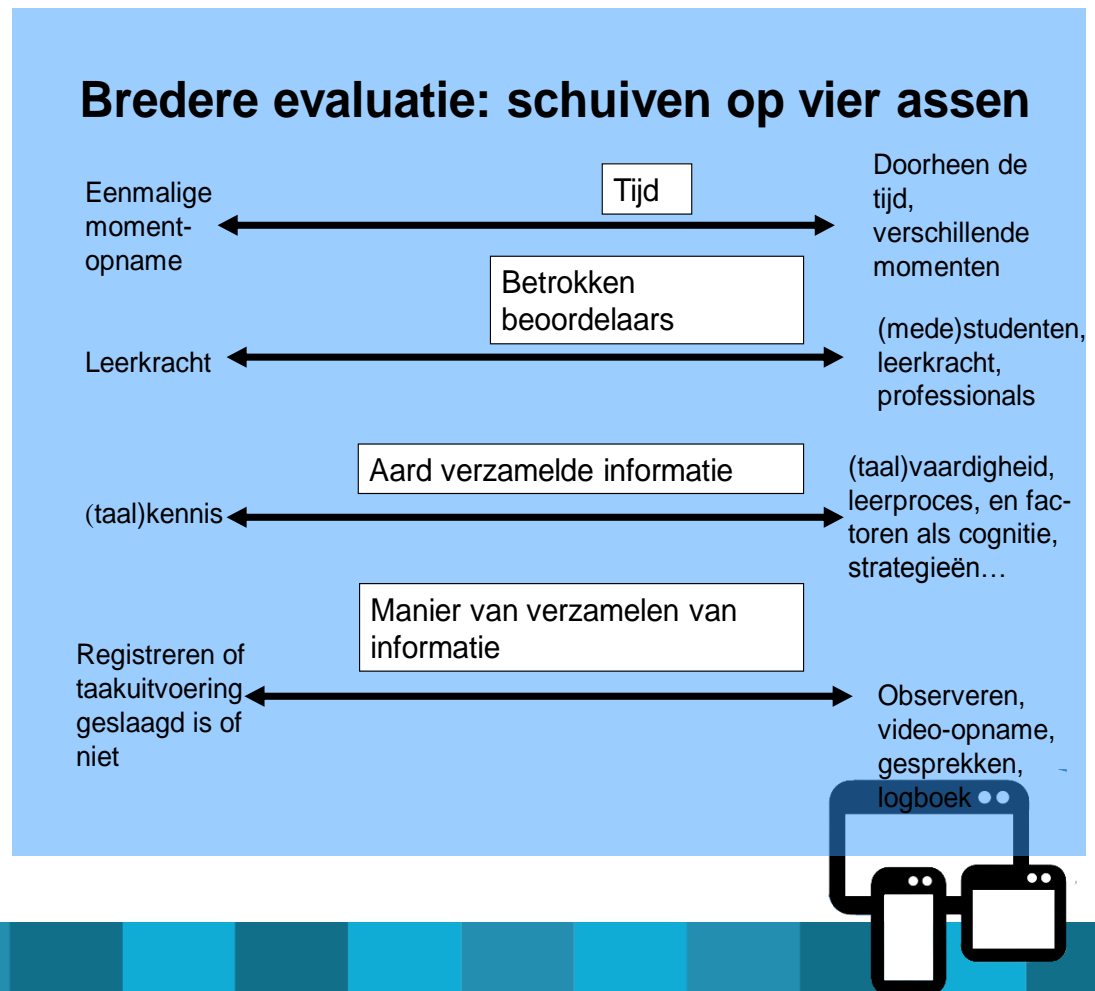 Bredere evaluatie: schuiven op vier assen
Eenmalige
moment-
opname
Tijd
Doorheen de
tijd,
verschillende
momenten
Betrokken
beoordelaars
Leerkracht
(mede)studenten,
leerkracht,
professionals
Aard verzamelde informatie
(taal)kennis
(taal)vaardigheid,
leerproces, en fac-
toren als cognitie,
strategieën…
Manier van verzamelen van
informatie
Registreren of
taakuitvoering
geslaagd is of
niet
Observeren,
video-opname,
gesprekken,
logboek